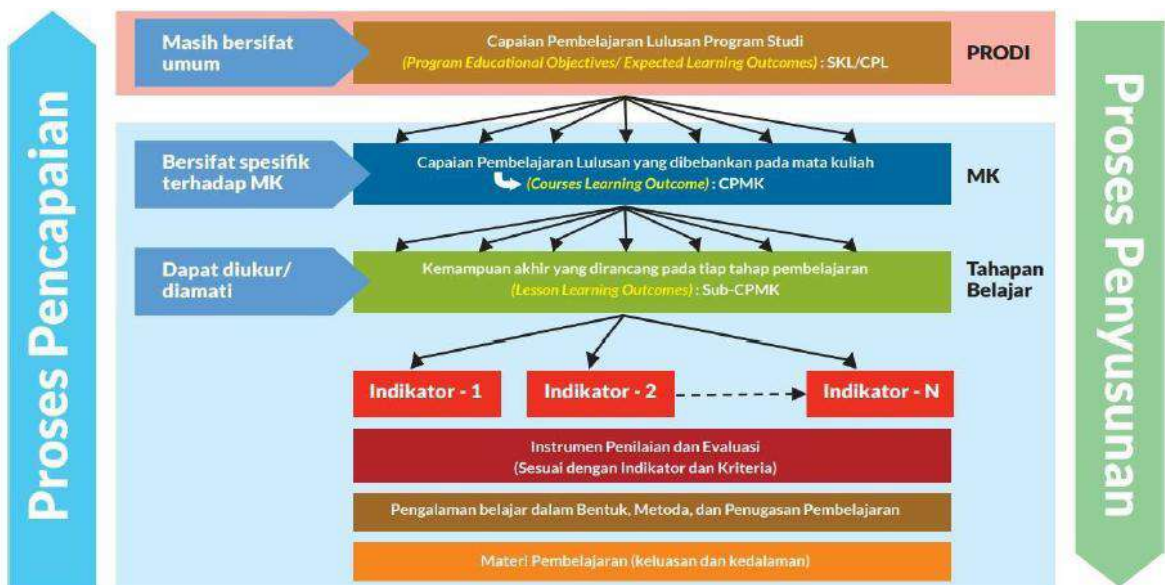 Proses Pencapaian
Masih bersifat
umum
Capaian Pembelajaran Lulusan Program Studi
(Program Educational Objectives/ Expected Learning Outcomes) : SKL/CPL
PRODI
Bersifat spesifik
terhadap MK
Capaian Pembelajaran Lulusan yang dibebankan pada mata kuliah
(Courses Learning Outcome) : CPMK
MK
Dapat diukur/
diamati
Kemampuan akhir yang dirancang pada tiap tahap pembelajaran
(Lesson Learning Outcomes) : Sub-CPMK
Tahapan
Belajar
Indikator - 1
Indikator - 2
Indikator - N
Instrumen Penilaian dan Evaluasi
(Sesuai dengan Indikator dan Kriteria)
Pengalaman belajar dalam Bentuk, Metoda, dan Penugasan Pembelajaran
Materi Pembelajaran (keluasan dan kedalaman)
Proses Penyusunan